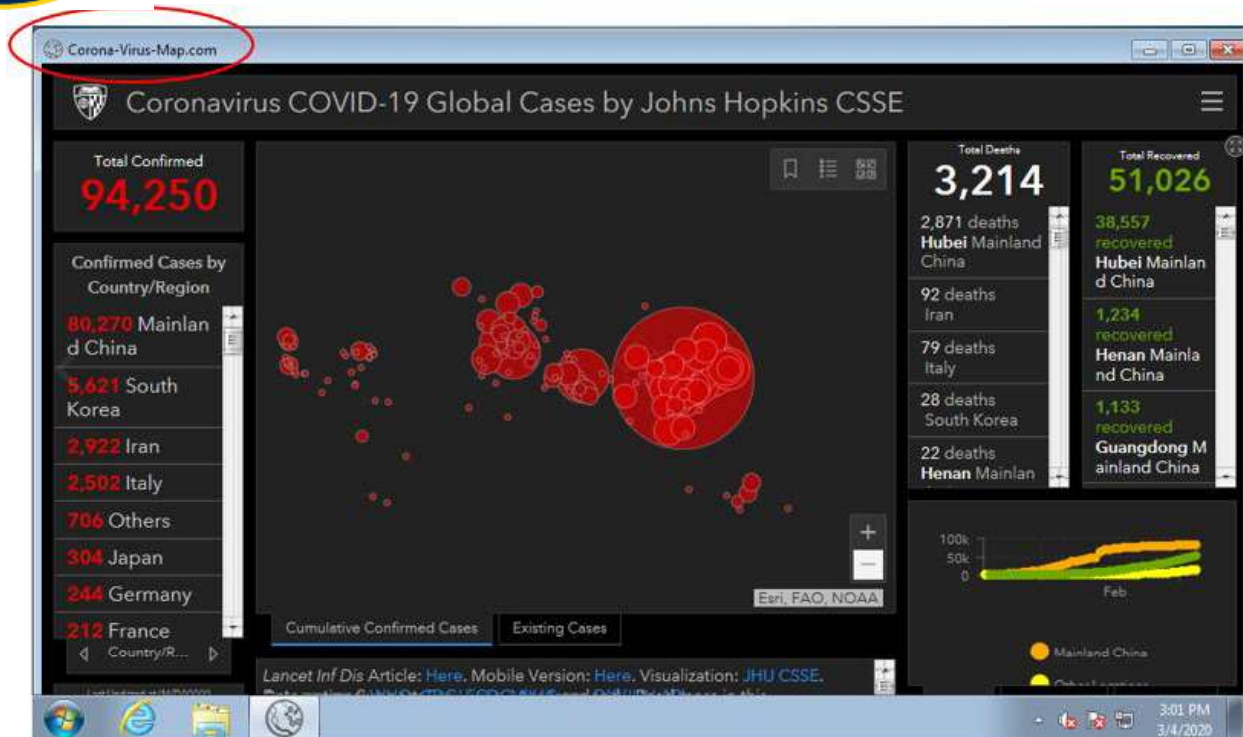 Corona-Virus-Map.com
Coronavirus COVID-19 Global Cases by Johns Hopkins CSSE
Total Confirmed
94,250
Confirmed Cases by
Country/Region
80,270 Mainlan
d China
5,621 South
Korea
2,922 Iran
2,502 Italy
706 Others
304 Japan
244 Germany
212 France
Country/R...
Esri, FAO, NOAA
Cumulative Confirmed Cases
Existing Cases
Lancet Inf Dis Article: Here. Mobile Version: Here. Visualization: JHU CSSE.
Total Deaths
3,214
2,871 deaths
Hubei Mainland
China
92 deaths
Iran
79 deaths
Italy
28 deaths
South Korea
22 deaths
Henan Mainlan
Total Recovered
51,026
38,557
recovered
Hubei Mainlan
d China
1,234
recovered
Henan Mainla
nd China
1,133
recovered
Guangdong M
ainland China
100k
50k
0
Feb
Mainland China
3:01 PM
3/4/2020